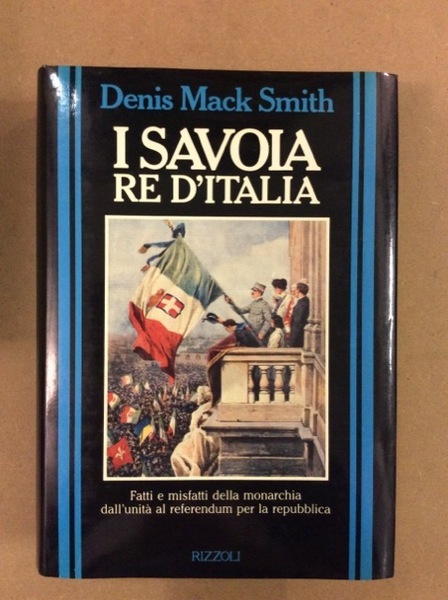 Denis Mack Smith
I SAVOIA
RE D'ITALIA
Fatti e misfatti della monarchia
dall'unità al referendum per la repubblica
RIZZOLI